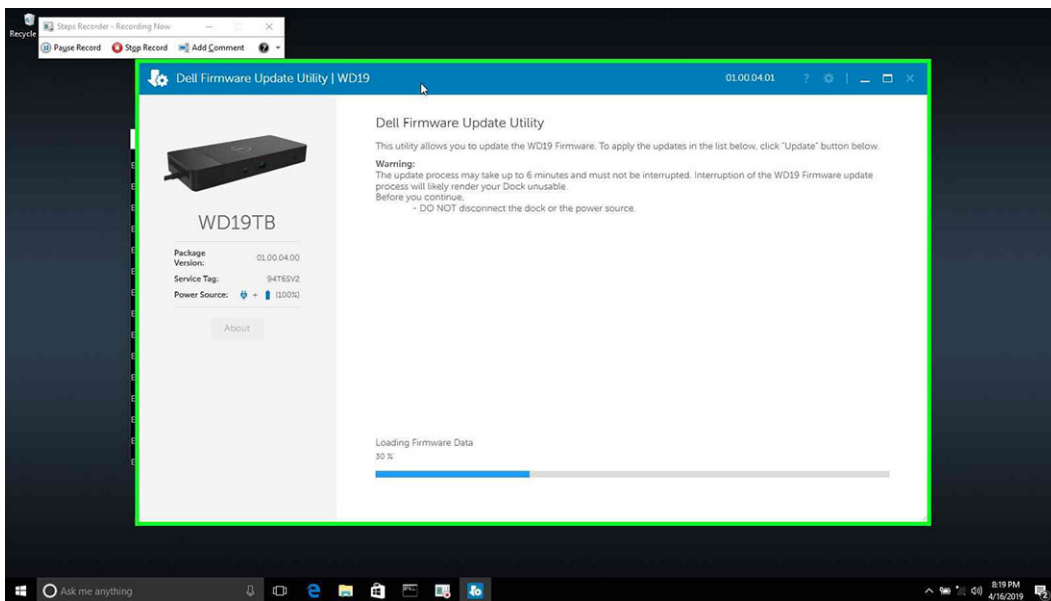 Recycle
Steps Recorder - Recording Now
Pause Record Stop Record Add Comment
Dell Firmware Update Utility | WD19
01.00.04.01
WD19TB
Package Version: 01.00.04.00
Service Tag: 94T6SV2
Power Source: + (100%)
About
Dell Firmware Update Utility
This utility allows you to update the WD19 Firmware. To apply the updates in the list below, click "Update" button below.
Warning:
The update process may take up to 6 minutes and must not be interrupted. Interruption of the WD19 Firmware update
process will likely render your Dock unusable.
Before you continue;
- DO NOT disconnect the dock or the power source.
Loading Firmware Data
30 %
Ask me anything
8:19 PM
4/16/2019